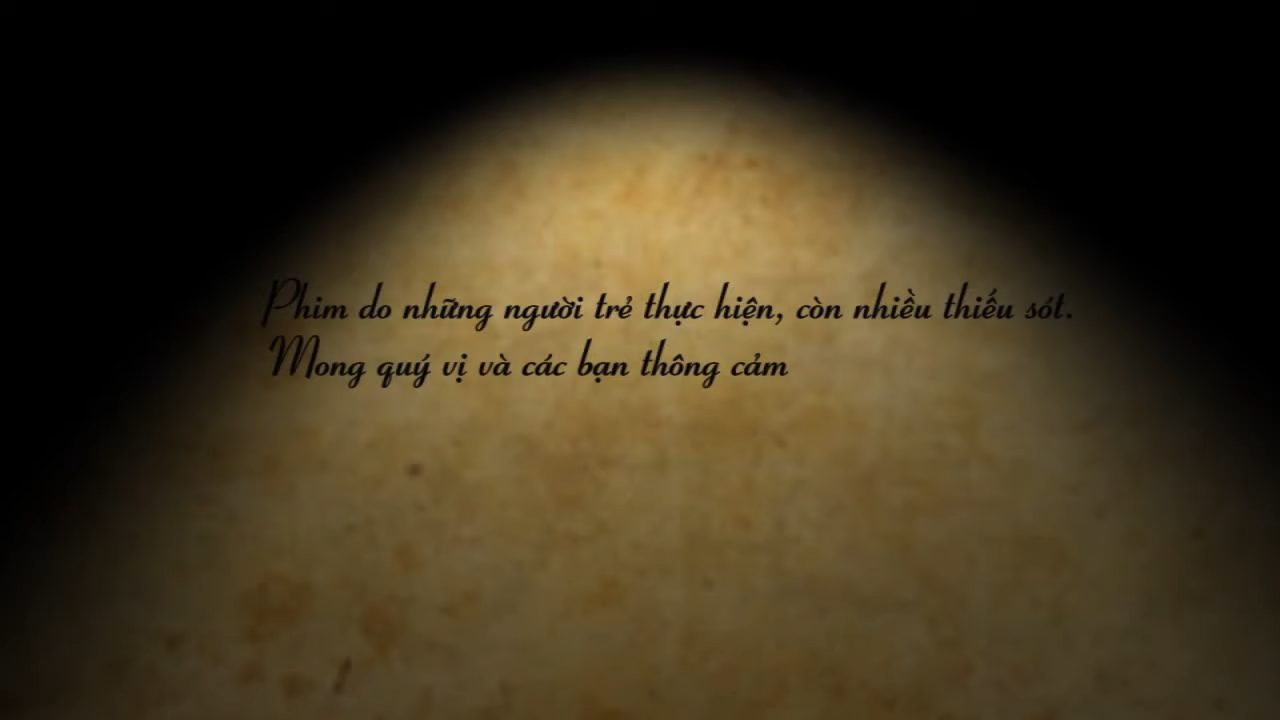 Phim do những người trẻ thực hiện, còn nhiều thiếu sót.
Mong quý vị và các bạn thông cảm